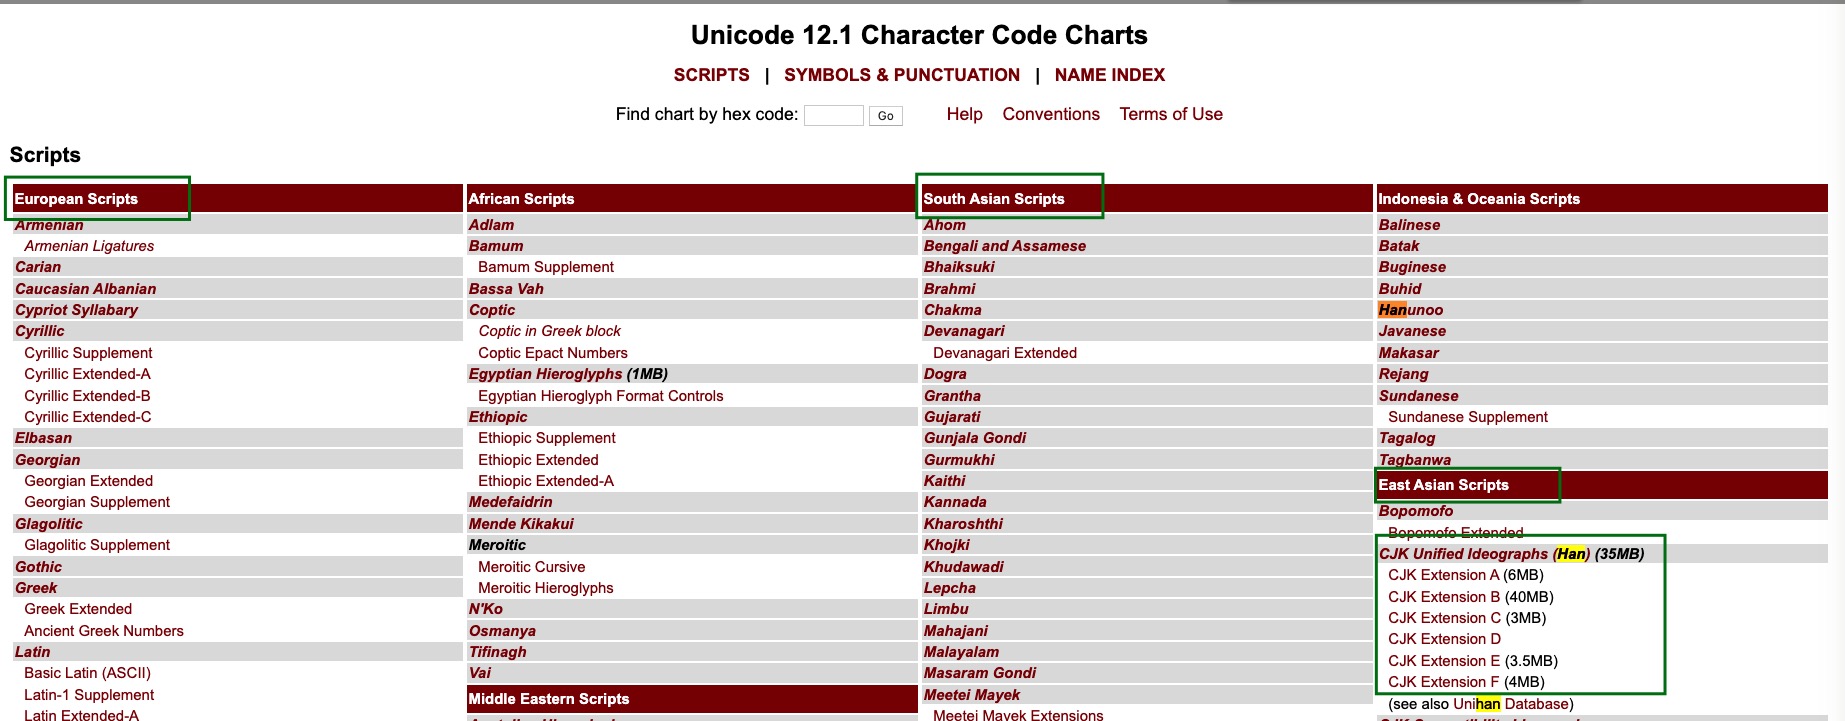 Unicode 12.1 Character Code Charts
SCRIPTS | SYMBOLS & PUNCTUATION | NAME INDEX
Find chart by hex code: Go Help Conventions Terms of Use
Scripts
European Scripts
Armenian
Armenian Ligatures
Carian
Caucasian Albanian
Cypriot Syllabary
Cyrillic
Cyrillic Supplement
Cyrillic Extended-A
Cyrillic Extended-B
Cyrillic Extended-C
Elbasan
Georgian
Georgian Extended
Georgian Supplement
Glagolitic
Glagolitic Supplement
Gothic
Greek
Greek Extended
Ancient Greek Numbers
Latin
Basic Latin (ASCII)
Latin-1 Supplement
Latin Extended-A
African Scripts
Adlam
Bamum
Bamum Supplement
Bassa Vah
Coptic
Coptic in Greek block
Coptic Epact Numbers
Egyptian Hieroglyphs (1MB)
Egyptian Hieroglyph Format Controls
Ethiopic
Ethiopic Supplement
Ethiopic Extended
Ethiopic Extended-A
Medefaidrin
Mende Kikakui
Meroitic
Meroitic Cursive
Meroitic Hieroglyphs
N'Ko
Osmanya
Tifinagh
Vai
Middle Eastern Scripts
South Asian Scripts
Ahom
Bengali and Assamese
Bhaiksuki
Brahmi
Chakma
Devanagari
Devanagari Extended
Dogra
Grantha
Gujarati
Gunjala Gondi
Gurmukhi
Kaithi
Kannada
Kharoshthi
Khojki
Khudawadi
Lepcha
Limbu
Mahajani
Malayalam
Masaram Gondi
Meetei Mayek
Meetei Mayek Extensions
Indonesia & Oceania Scripts
Balinese
Batak
Buginese
Buhid
Hanunoo
Javanese
Makasar
Rejang
Sundanese
Sundanese Supplement
Tagalog
Tagbanwa
East Asian Scripts
Bopomofo
Bopomofo Extended
CJK Unified Ideographs (Han) (35MB)
CJK Extension A (6MB)
CJK Extension B (40MB)
CJK Extension C (3MB)
CJK Extension D
CJK Extension E (3.5MB)
CJK Extension F (4MB)
(see also Unihan Database)